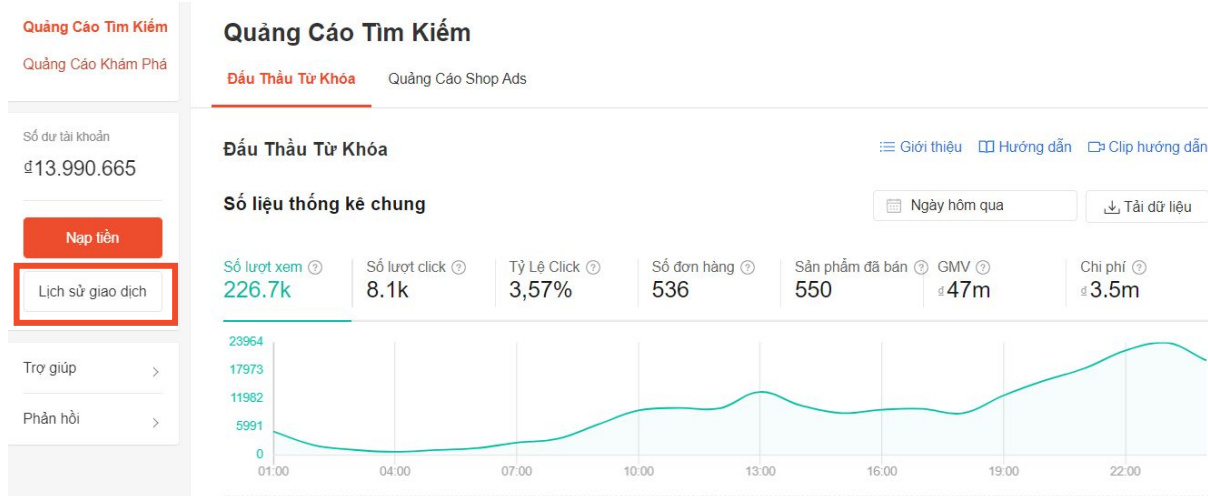 Quảng Cáo Tìm Kiếm
Quảng Cáo Khám Phá
Số dư tài khoản
₫13.990.665
Nạp tiền
Lịch sử giao dịch
Trợ giúp
Phản hồi
Quảng Cáo Tìm Kiếm
Đấu Thầu Từ Khóa Quảng Cáo Shop Ads
Đấu Thầu Từ Khóa Giới thiệu Hướng dẫn Clip hướng dẫn
Số liệu thống kê chung Ngày hôm qua Tải dữ liệu
Số lượt xem Số lượt click Tỷ Lệ Click Số đơn hàng Sản phẩm đã bán GMV Chi phí
226.7k 8.1k 3,57% 536 550 ₫47m ₫3.5m
23964
17973
11982
5991
0
01:00 04:00 07:00 10:00 13:00 16:00 19:00 22:00